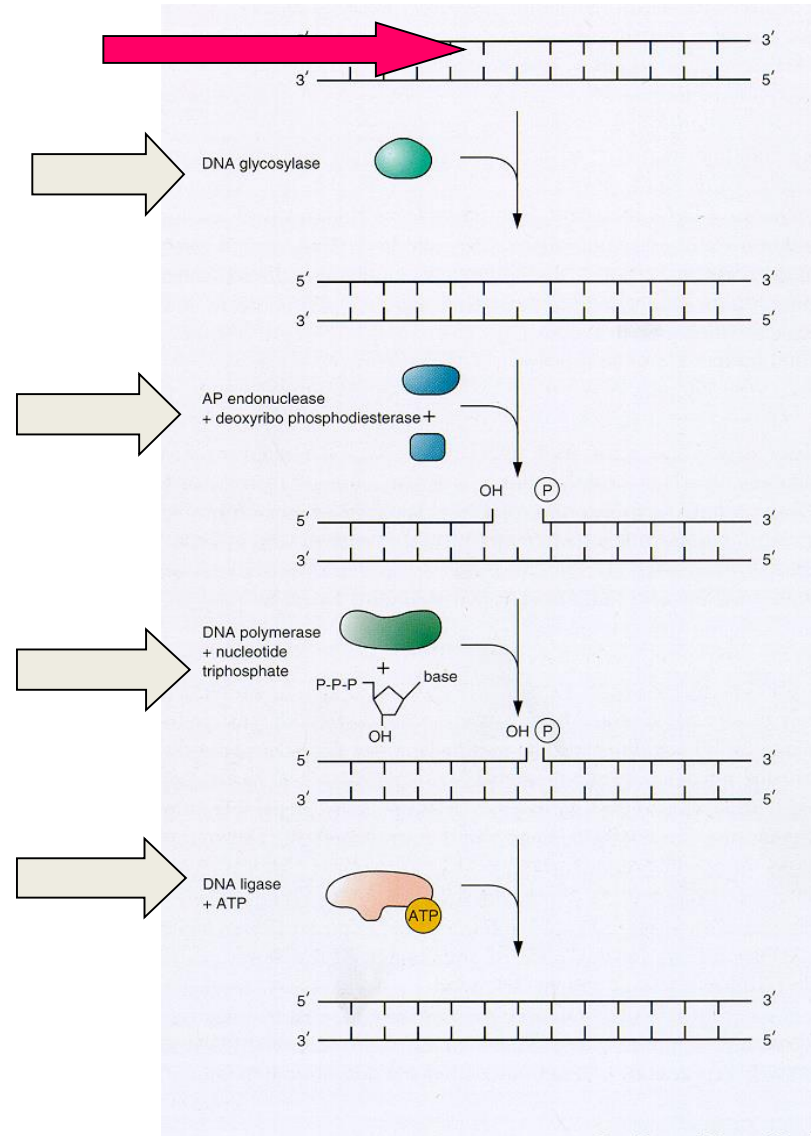 5′ 3′
3′ 5′
DNA glycosylase
5′ 3′
3′ 5′
AP endonuclease
+ deoxyribo phosphodiesterase +
OH P
5′ 3′
3′ 5′
DNA polymerase
+ nucleotide
triphosphate
+
P-P-P base
OH
OH P
5′ 3′
3′ 5′
DNA ligase
+ ATP
ATP
5′ 3′
3′ 5′